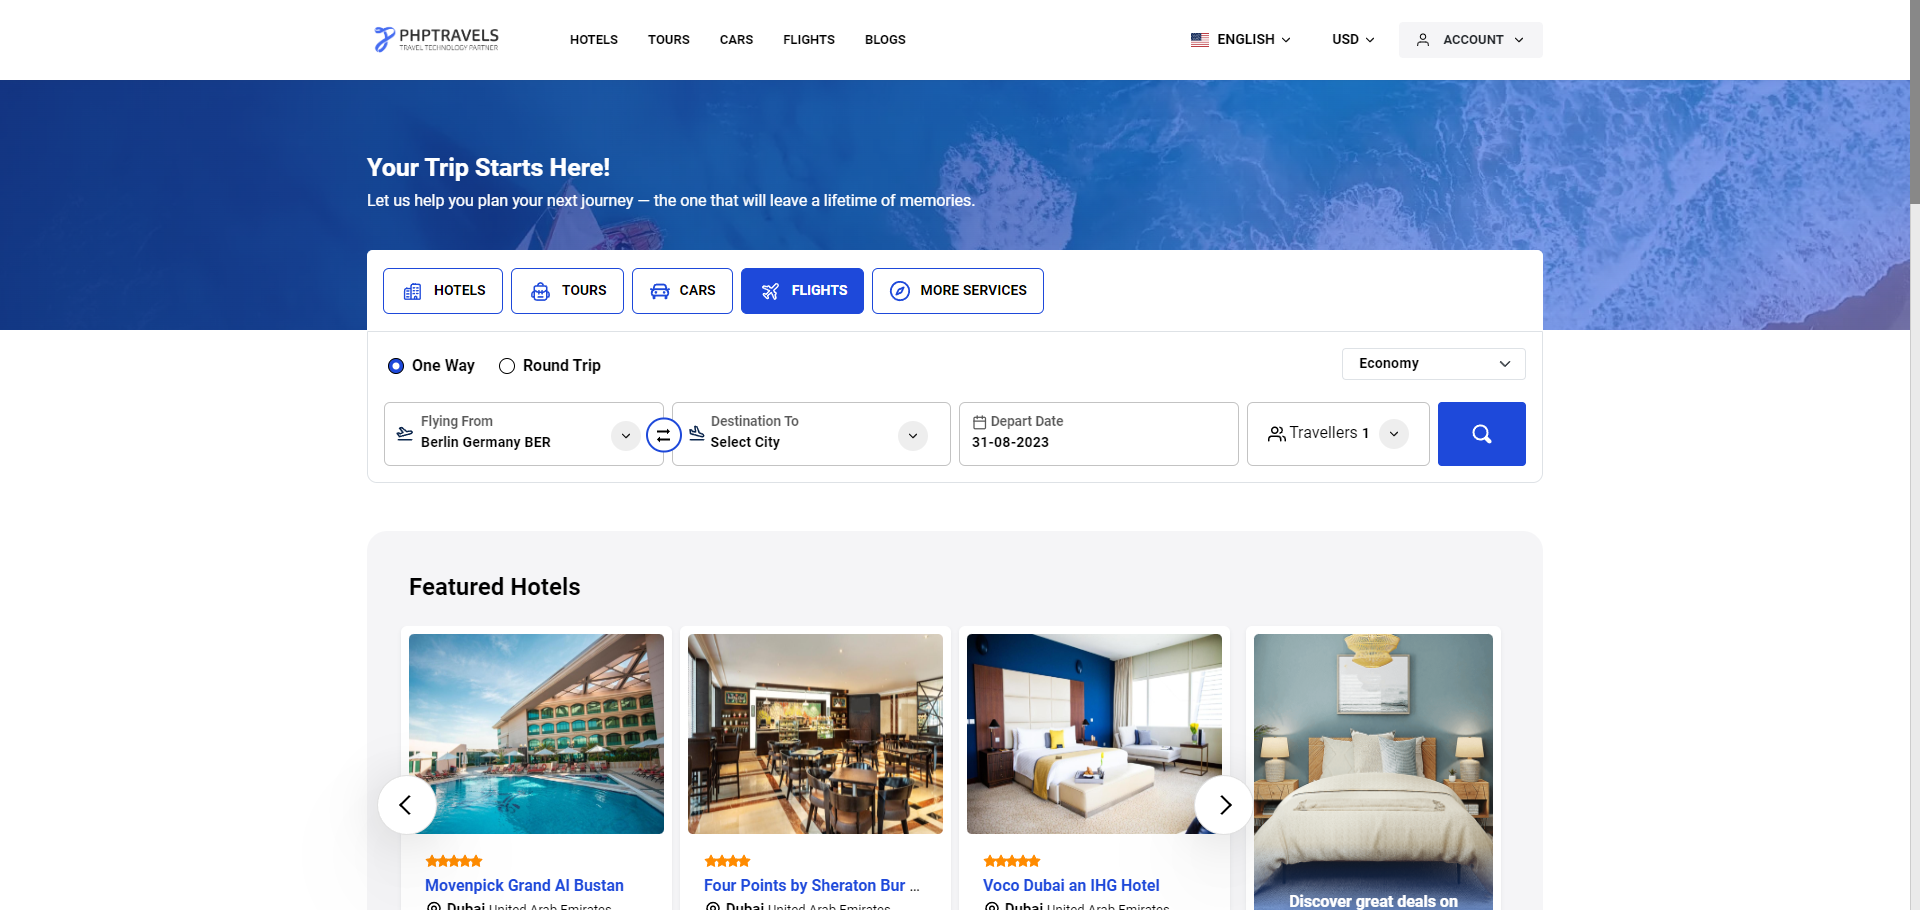 PHPTRAVELS
TRAVEL TECHNOLOGY PARTNER
HOTELS TOURS CARS FLIGHTS BLOGS
ENGLISH USD ACCOUNT
Your Trip Starts Here!
Let us help you plan your next journey — the one that will leave a lifetime of memories.
HOTELS TOURS CARS FLIGHTS MORE SERVICES
One Way Round Trip Economy
Flying From Destination To Depart Date
Berlin Germany BER Select City 31-08-2023
Travellers 1
Featured Hotels
Movenpick Grand Al Bustan
Dubai United Arab Emirates
Four Points by Sheraton Bur ...
Dubai United Arab Emirates
Voco Dubai an IHG Hotel
Dubai United Arab Emirates
Discover great deals on